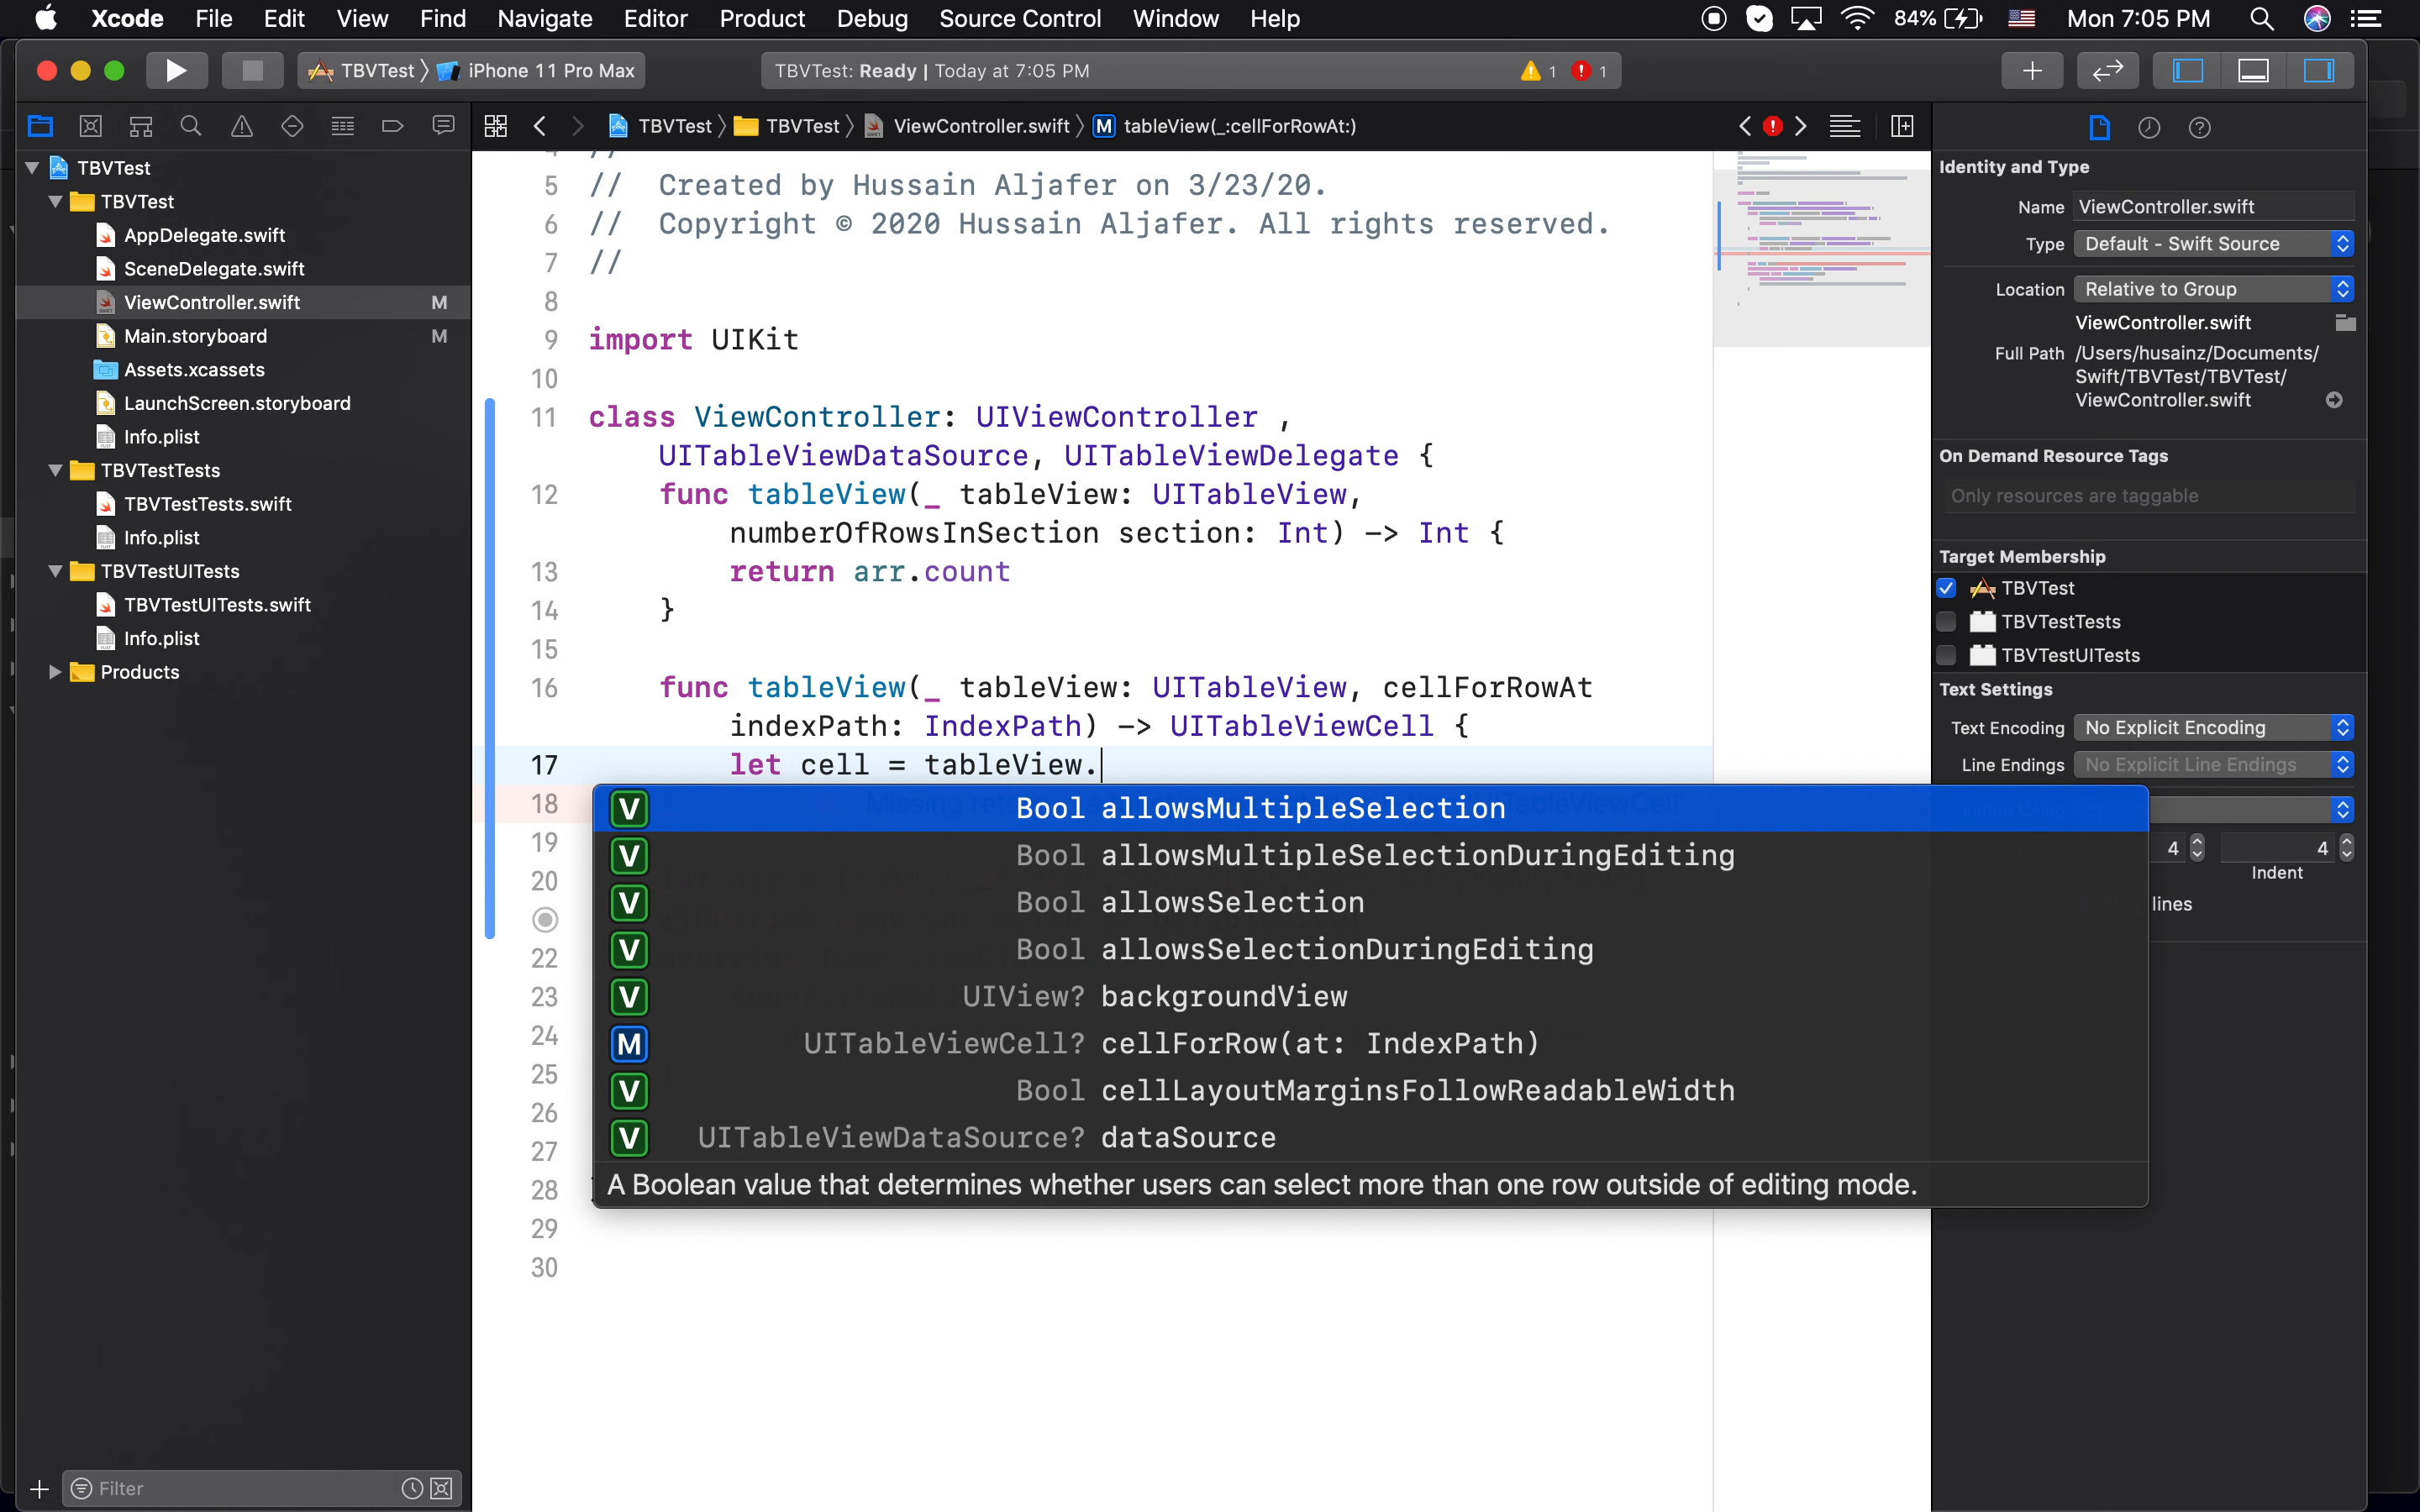 Xcode File Edit View Find Navigate Editor Product Debug Source Control Window Help 84% Mon 7:05 PM
TBVTest iPhone 11 Pro Max
TBVTest: Ready | Today at 7:05 PM 1 1
TBVTest TBVTest ViewController.swift M tableView(_:cellForRowAt:)
TBVTest
TBVTest
AppDelegate.swift
SceneDelegate.swift
ViewController.swift M
Main.storyboard M
Assets.xcassets
LaunchScreen.storyboard
Info.plist
TBVTestTests
TBVTestTests.swift
Info.plist
TBVTestUITests
TBVTestUITests.swift
Info.plist
Products
Filter
5 // Created by Hussain Aljafer on 3/23/20.
6 // Copyright © 2020 Hussain Aljafer. All rights reserved.
7 //
8
9 import UIKit
10
11 class ViewController: UIViewController ,
UITableViewDataSource, UITableViewDelegate {
12 func tableView(_ tableView: UITableView,
numberOfRowsInSection section: Int) -> Int {
13 return arr.count
14 }
15
16 func tableView(_ tableView: UITableView, cellForRowAt
indexPath: IndexPath) -> UITableViewCell {
17 let cell = tableView.
18
19
20
22
23
24
25
26
27
28
29
30
V Bool allowsMultipleSelection
V Bool allowsMultipleSelectionDuringEditing
V Bool allowsSelection
V Bool allowsSelectionDuringEditing
V UIView? backgroundView
M UITableViewCell? cellForRow(at: IndexPath)
V Bool cellLayoutMarginsFollowReadableWidth
V UITableViewDataSource? dataSource
A Boolean value that determines whether users can select more than one row outside of editing mode.
Identity and Type
Name ViewController.swift
Type Default - Swift Source
Location Relative to Group
ViewController.swift
Full Path /Users/husainz/Documents/
Swift/TBVTest/TBVTest/
ViewController.swift
On Demand Resource Tags
Only resources are taggable
Target Membership
TBVTest
TBVTestTests
TBVTestUITests
Text Settings
Text Encoding No Explicit Encoding
Line Endings No Explicit Line Endings
4 4
Indent
lines